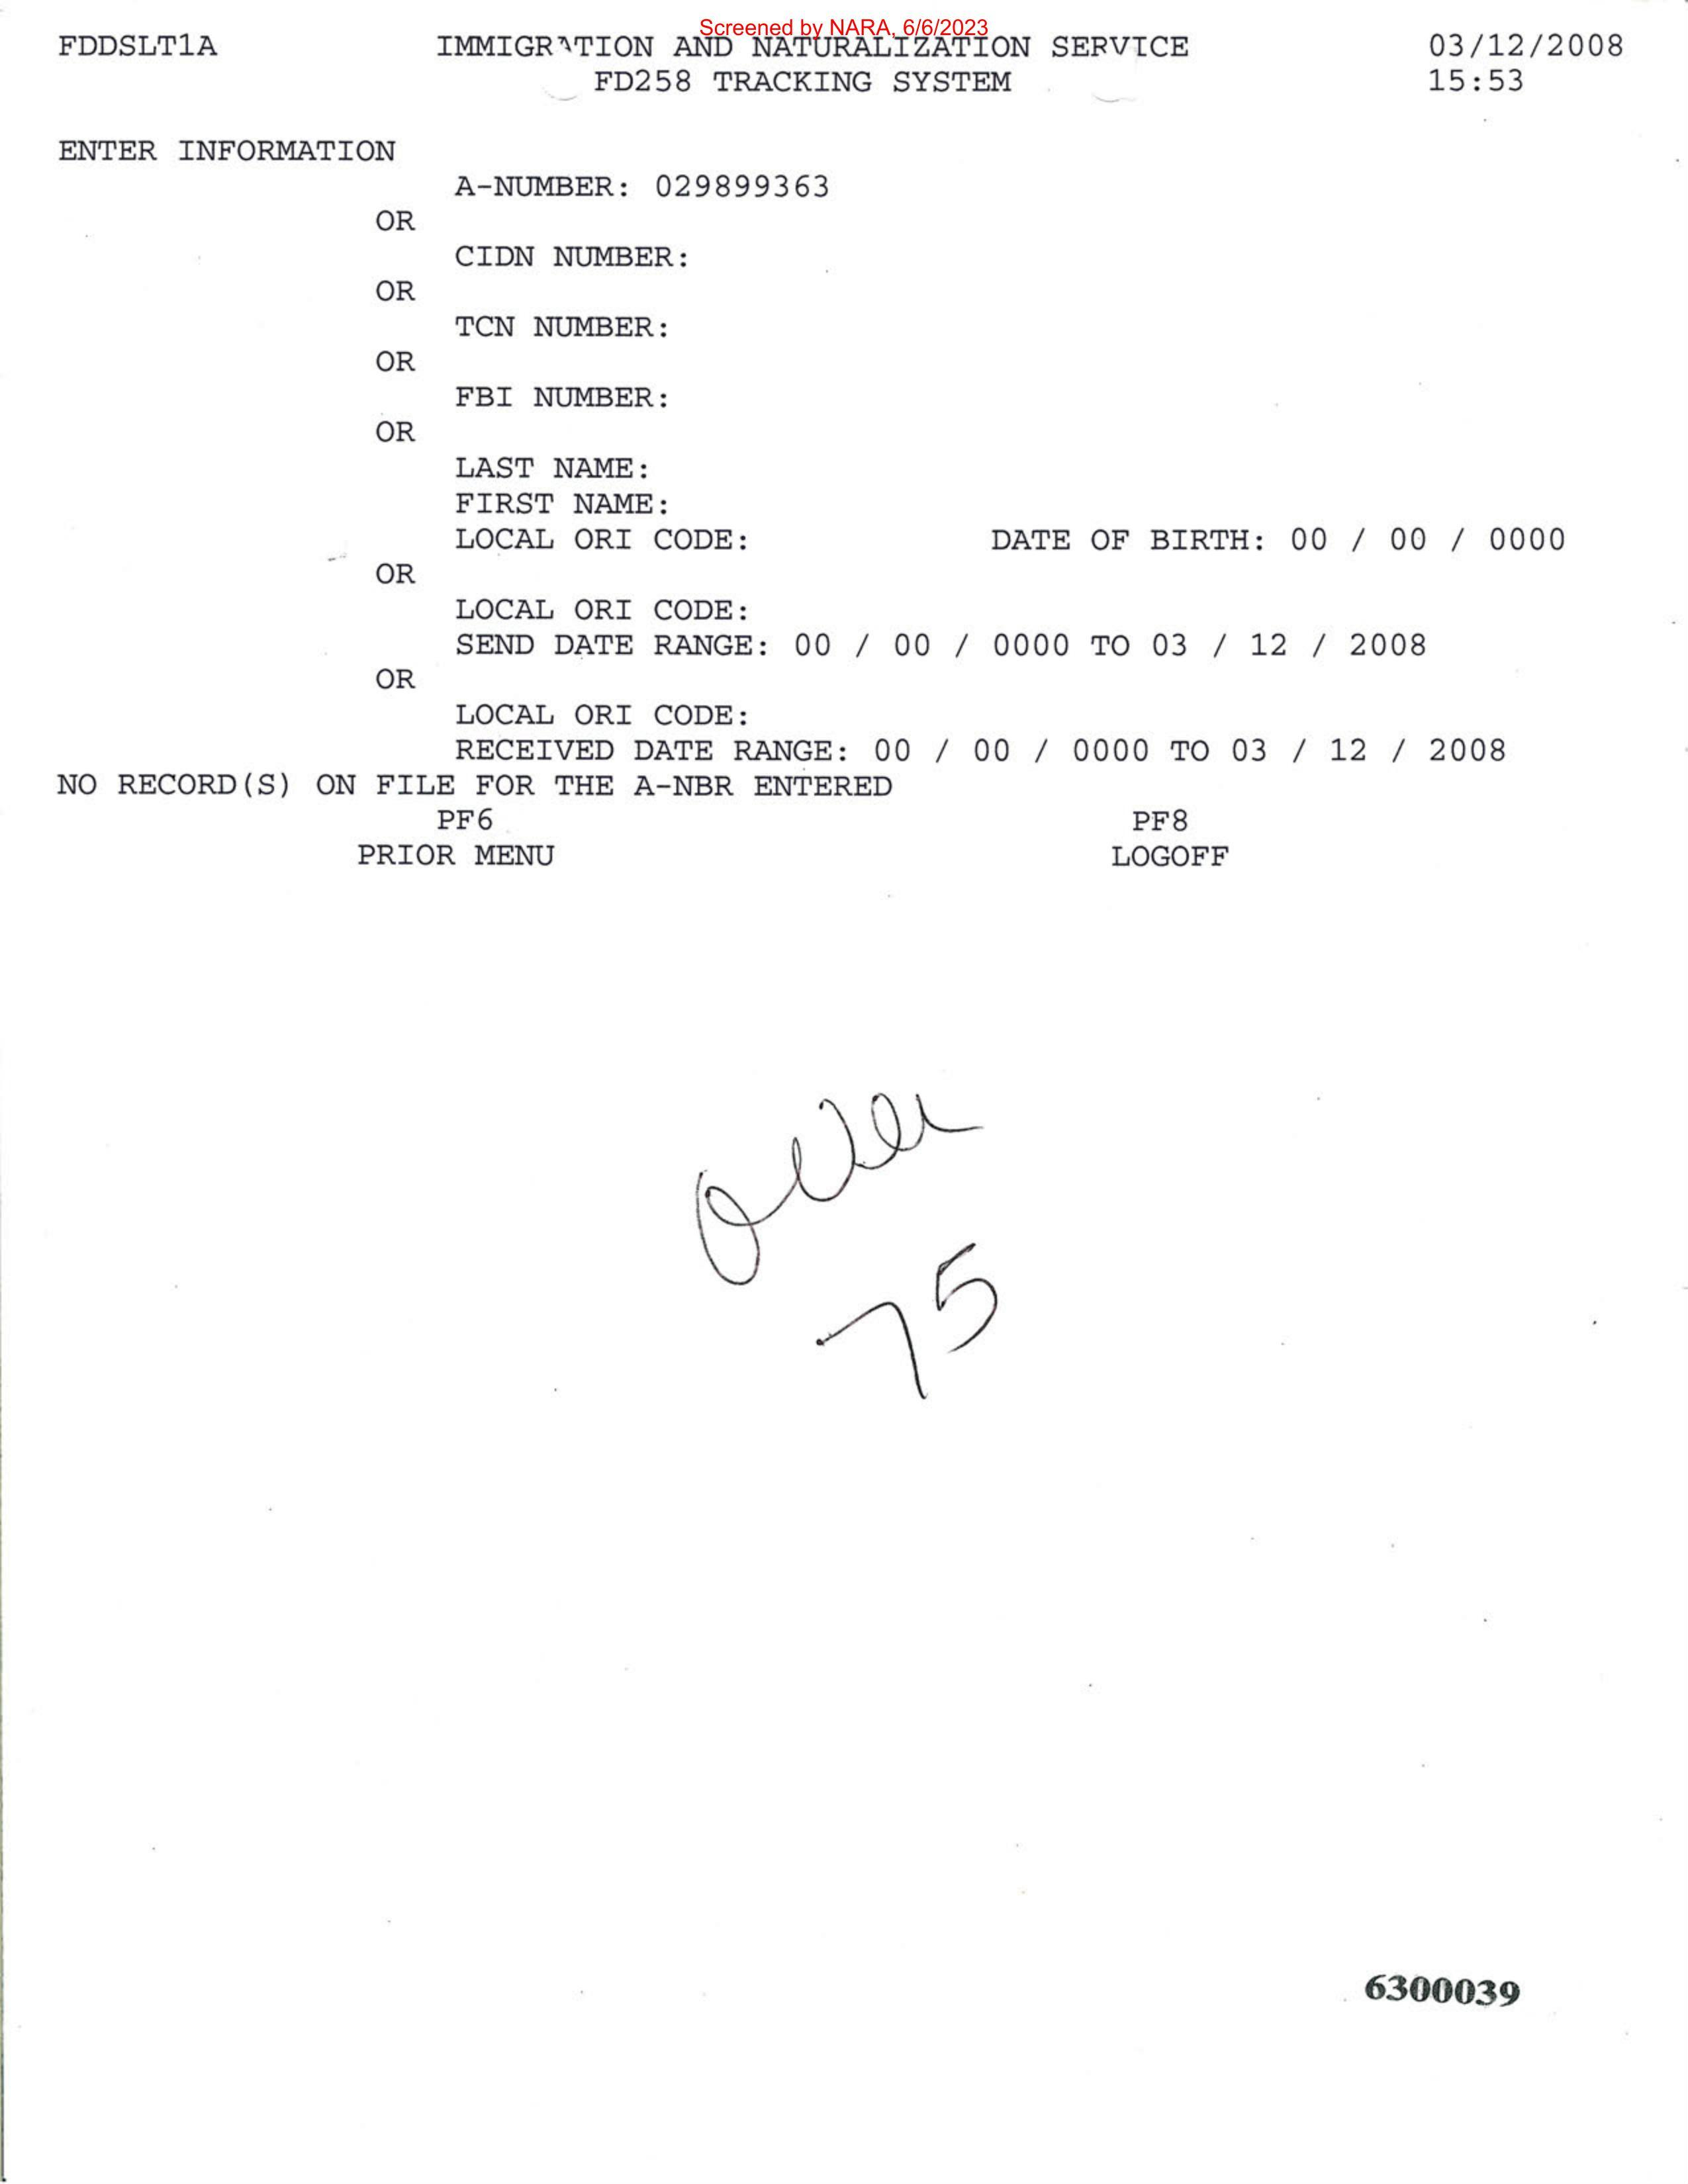 Screened by NARA, 6/6/2023
FDDSLT1A IMMIGRATION AND NATURALIZATION SERVICE 03/12/2008
FD258 TRACKING SYSTEM 15:53
ENTER INFORMATION
A-NUMBER: 029899363
OR
CIDN NUMBER:
OR
TCN NUMBER:
OR
FBI NUMBER:
OR
LAST NAME:
FIRST NAME:
LOCAL ORI CODE: DATE OF BIRTH: 00 / 00 / 0000
OR
LOCAL ORI CODE:
SEND DATE RANGE: 00 / 00 / 0000 TO 03 / 12 / 2008
OR
LOCAL ORI CODE:
RECEIVED DATE RANGE: 00 / 00 / 0000 TO 03 / 12 / 2008
NO RECORD(S) ON FILE FOR THE A-NBR ENTERED
PF6 PF8
PRIOR MENU LOGOFF
over
75
6300039